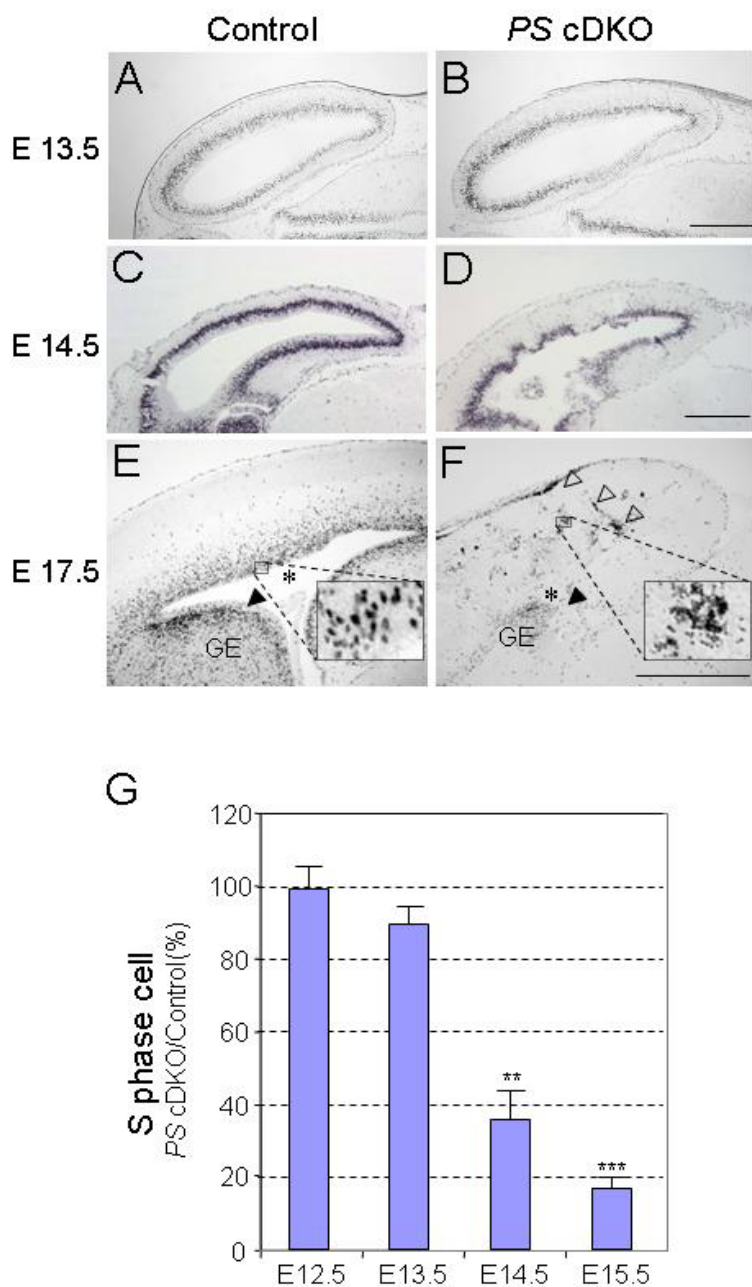 Control PS cDKO
A B
E 13.5
C D
E 14.5
E F
E 17.5
* *
GE GE
G
120
100
80
60
40
20
0
S phase cell
PS cDKO/Control(%)
**
***
E12.5 E13.5 E14.5 E15.5